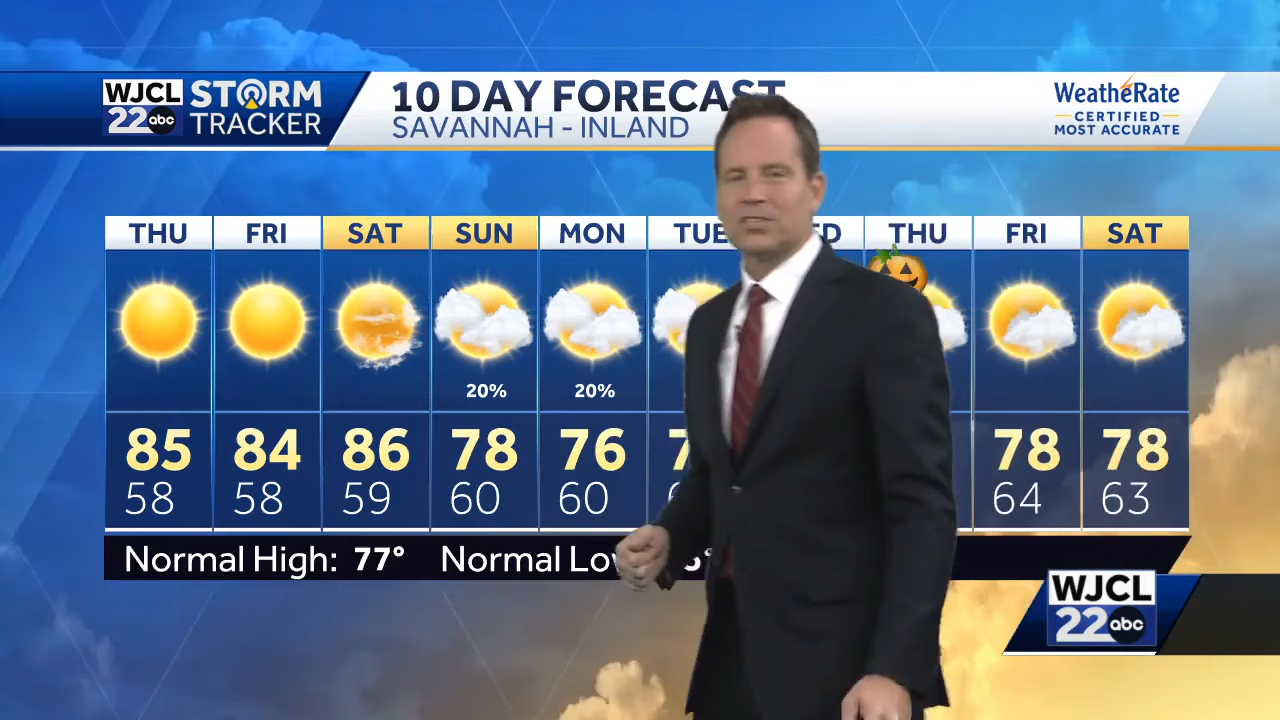 WJCL
22 abc
STORM
TRACKER
10 DAY FORECAST
SAVANNAH - INLAND
WeatheRate
CERTIFIED
MOST ACCURATE
THU FRI SAT SUN MON TUE THU FRI SAT
20% 20%
85 84 86 78 76 78 78
58 58 59 60 60 64 63
Normal High: 77° Normal
WJCL
22 abc